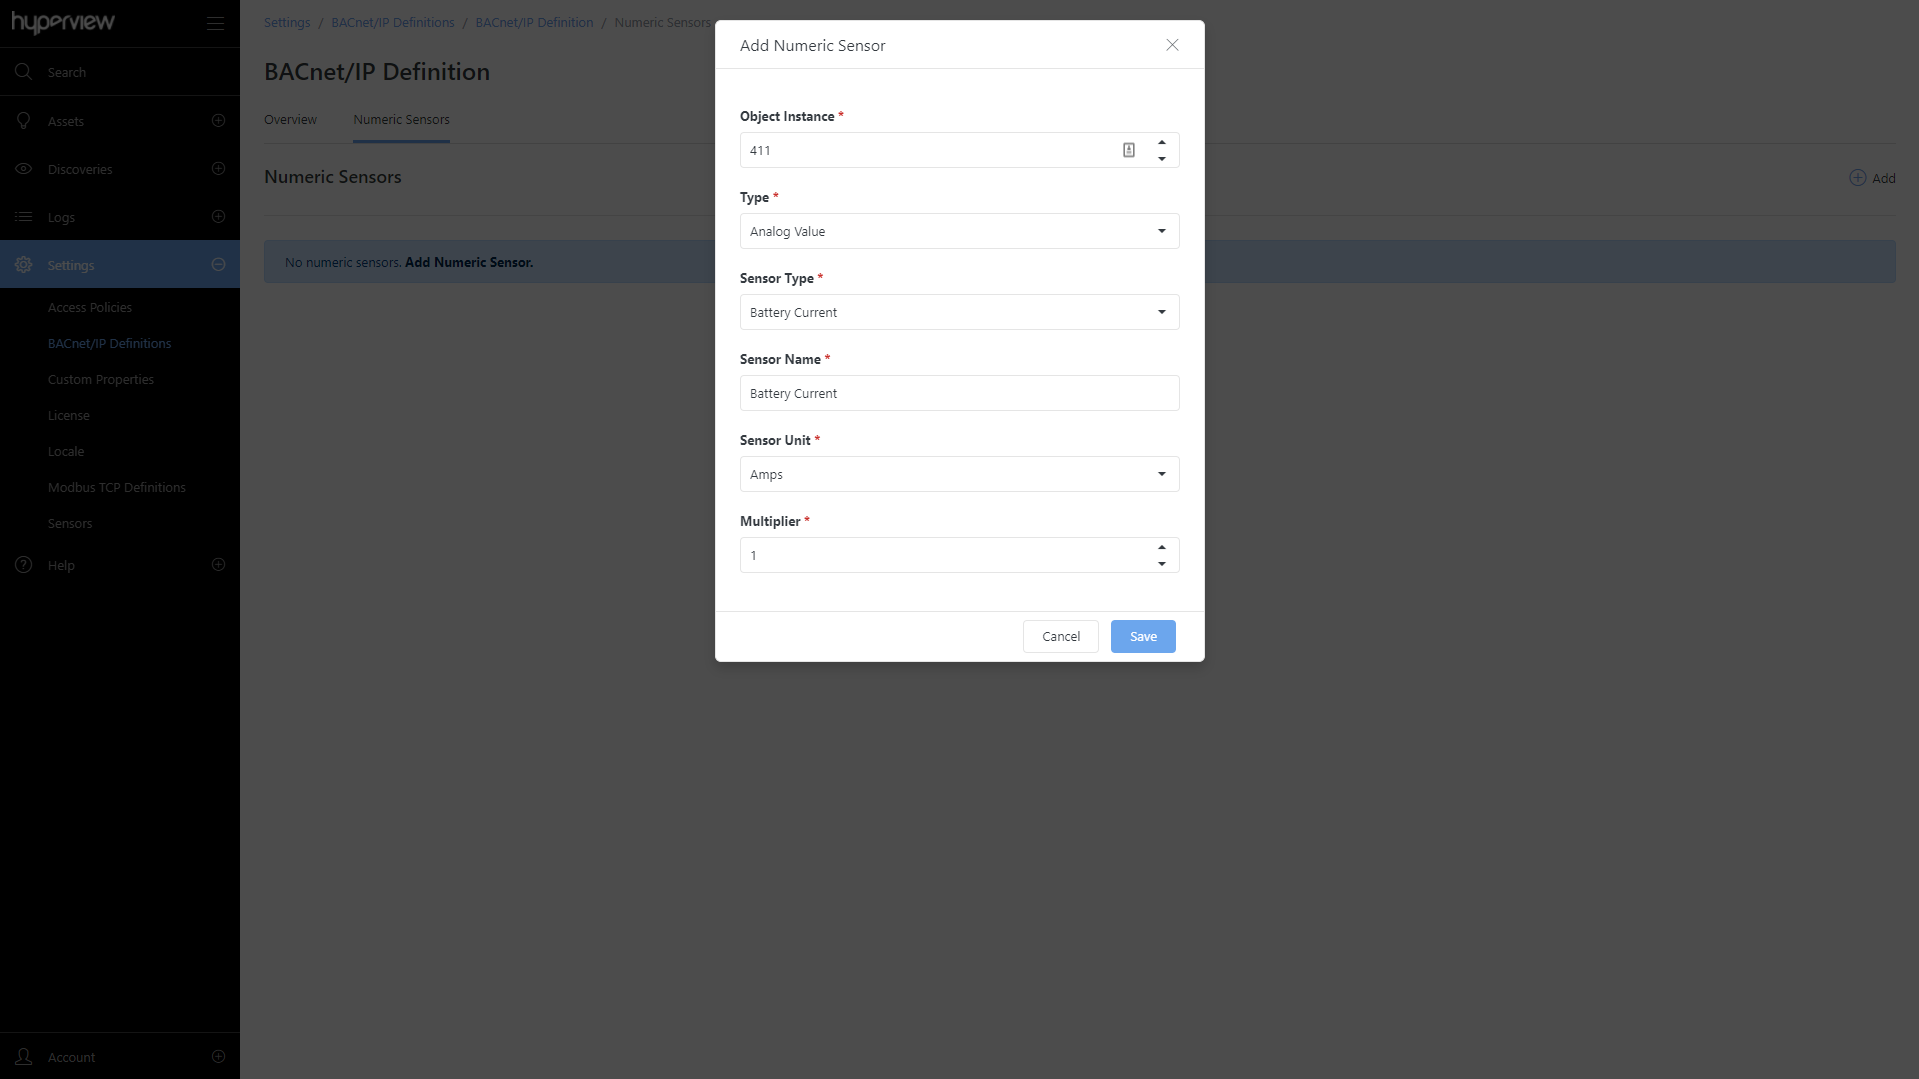 hyperview
Search
Assets
Discoveries
Logs
Settings
Access Policies
BACnet/IP Definitions
Custom Properties
License
Locale
Modbus TCP Definitions
Sensors
Help
Account
Settings / BACnet/IP Definitions / BACnet/IP Definition / Numeric Sensors
BACnet/IP Definition
Overview
Numeric Sensors
Numeric Sensors
Add
No numeric sensors. Add Numeric Sensor.
Add Numeric Sensor
Object Instance *
411
Type *
Analog Value
Sensor Type *
Battery Current
Sensor Name *
Battery Current
Sensor Unit *
Amps
Multiplier *
1
Cancel
Save